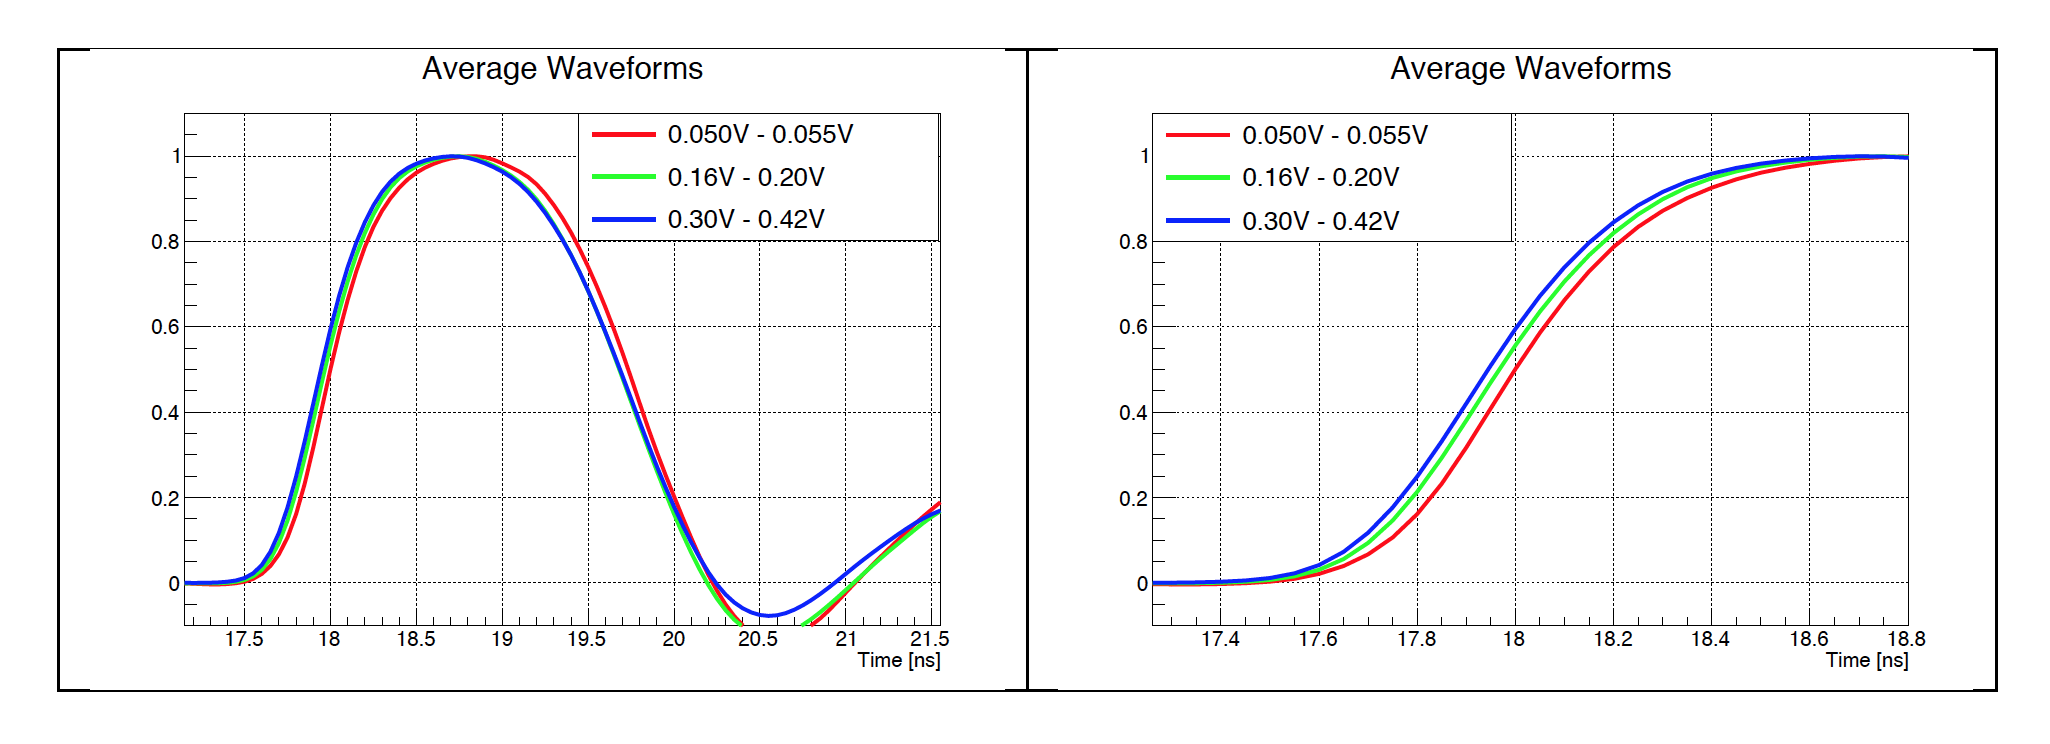 Average Waveforms
0.050V - 0.055V
0.16V - 0.20V
0.30V - 0.42V
1
0.8
0.6
0.4
0.2
0
17.5 18 18.5 19 19.5 20 20.5 21 21.5
Time [ns]
Average Waveforms
0.050V - 0.055V
0.16V - 0.20V
0.30V - 0.42V
1
0.8
0.6
0.4
0.2
0
17.4 17.6 17.8 18 18.2 18.4 18.6 18.8
Time [ns]